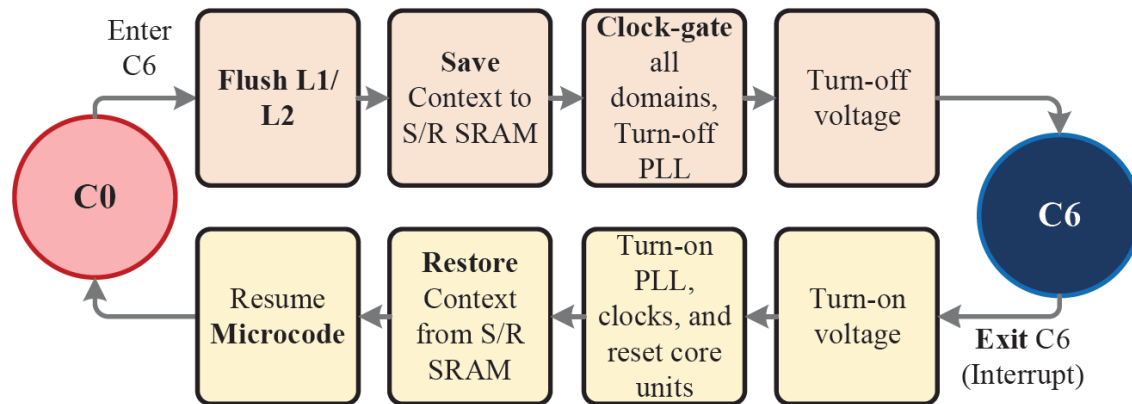 Enter
C6
Flush L1/
L2
Save
Context to
S/R SRAM
Clock-gate
all
domains,
Turn-off
PLL
Turn-off
voltage
C0
C6
Resume
Microcode
Restore
Context
from S/R
SRAM
Turn-on
PLL,
clocks, and
reset core
units
Turn-on
voltage
Exit C6
(Interrupt)